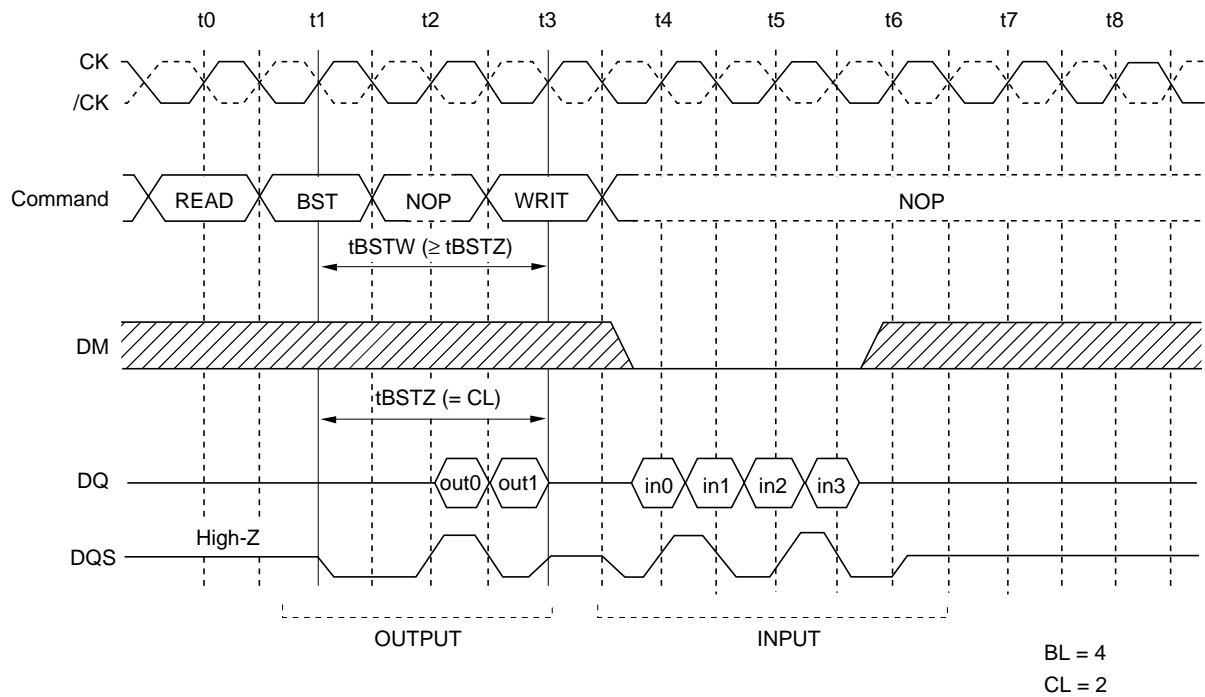 t0 t1 t2 t3 t4 t5 t6 t7 t8
CK
/CK
Command READ BST NOP WRIT NOP
tBSTW (≥ tBSTZ)
DM
tBSTZ (= CL)
DQ out0 out1 in0 in1 in2 in3
High-Z
DQS
OUTPUT INPUT
BL = 4
CL = 2